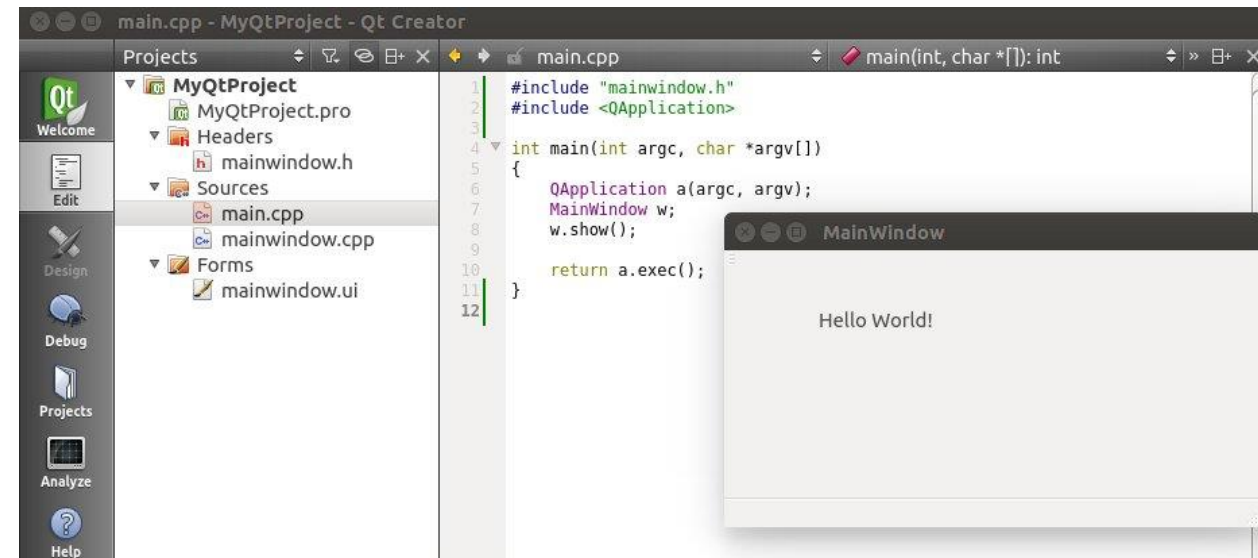 main.cpp - MyQtProject - Qt Creator
Projects
main.cpp
main(int, char *[]): int
»
Qt
Welcome
Edit
Design
Debug
Projects
Analyze
Help
MyQtProject
MyQtProject.pro
Headers
mainwindow.h
Sources
main.cpp
mainwindow.cpp
Forms
mainwindow.ui
1 #include "mainwindow.h"
2 #include <QApplication>
3
4 int main(int argc, char *argv[])
5 {
6 QApplication a(argc, argv);
7 MainWindow w;
8 w.show();
9
10 return a.exec();
11 }
12
MainWindow
Hello World!